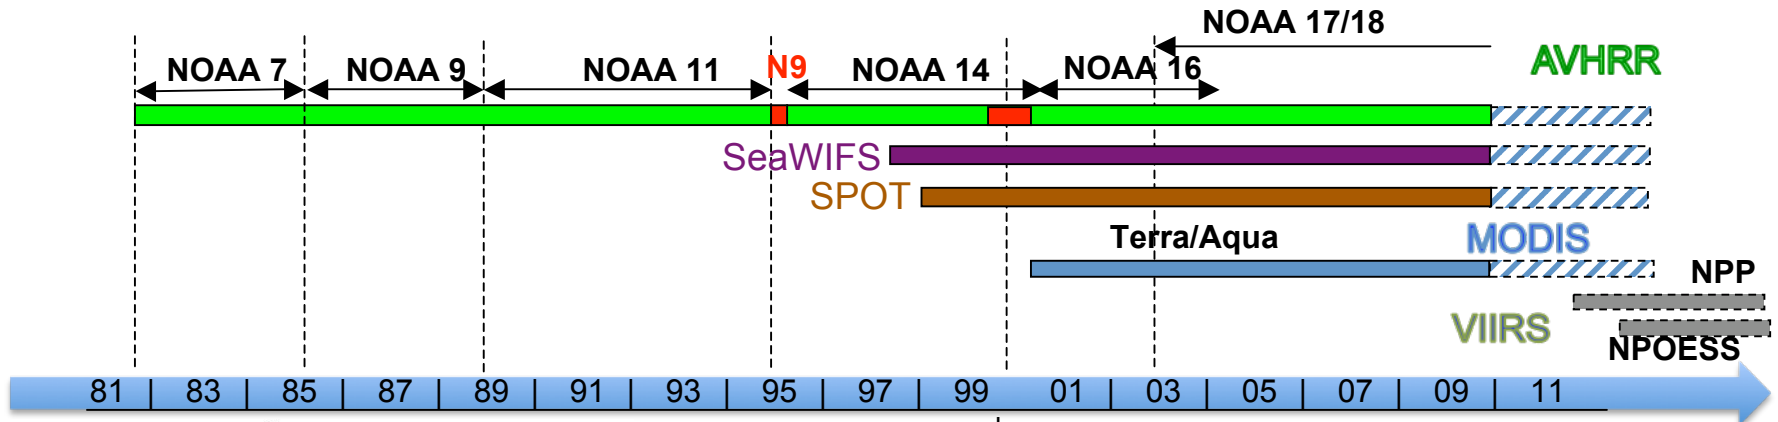 NOAA 17/18
AVHRR
NOAA 7
NOAA 9
NOAA 11
N9
NOAA 14
NOAA 16
SeaWIFS
SPOT
Terra/Aqua
MODIS
NPP
VIIRS
NPOESS
81 | 83 | 85 | 87 | 89 | 91 | 93 | 95 | 97 | 99 01 | 03 | 05 | 07 | 09 | 11